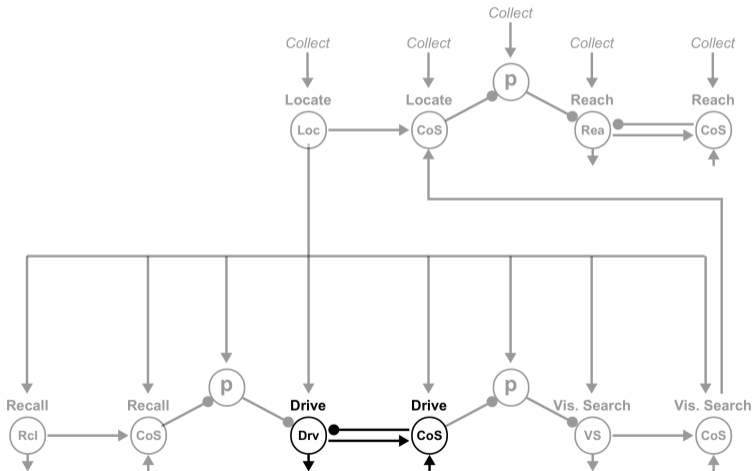 Collect
Collect Collect Collect Collect
p
Locate Locate Reach Reach
Loc CoS Rea CoS
p p
Recall Recall Drive Drive Vis. Search Vis. Search
Rcl CoS Drv CoS VS CoS